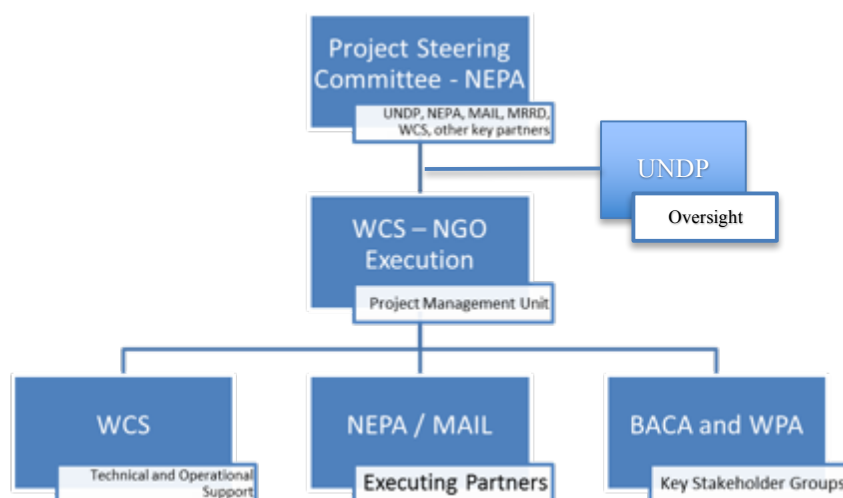 Project Steering
Committee - NEPA
UNDP, NEPA, MAIL, MRRD,
WCS, other key partners
UNDP
Oversight
WCS – NGO
Execution
Project Management Unit
WCS
Technical and Operational
Support
NEPA / MAIL
Executing Partners
BACA and WPA
Key Stakeholder Groups